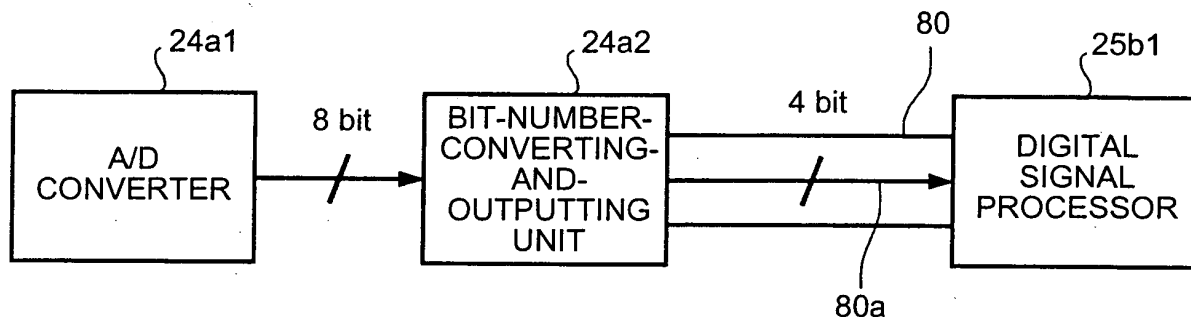 24a1
24a2
80
25b1
8 bit
4 bit
A/D
CONVERTER
BIT-NUMBER-
CONVERTING-
AND-
OUTPUTTING
UNIT
DIGITAL
SIGNAL
PROCESSOR
80a